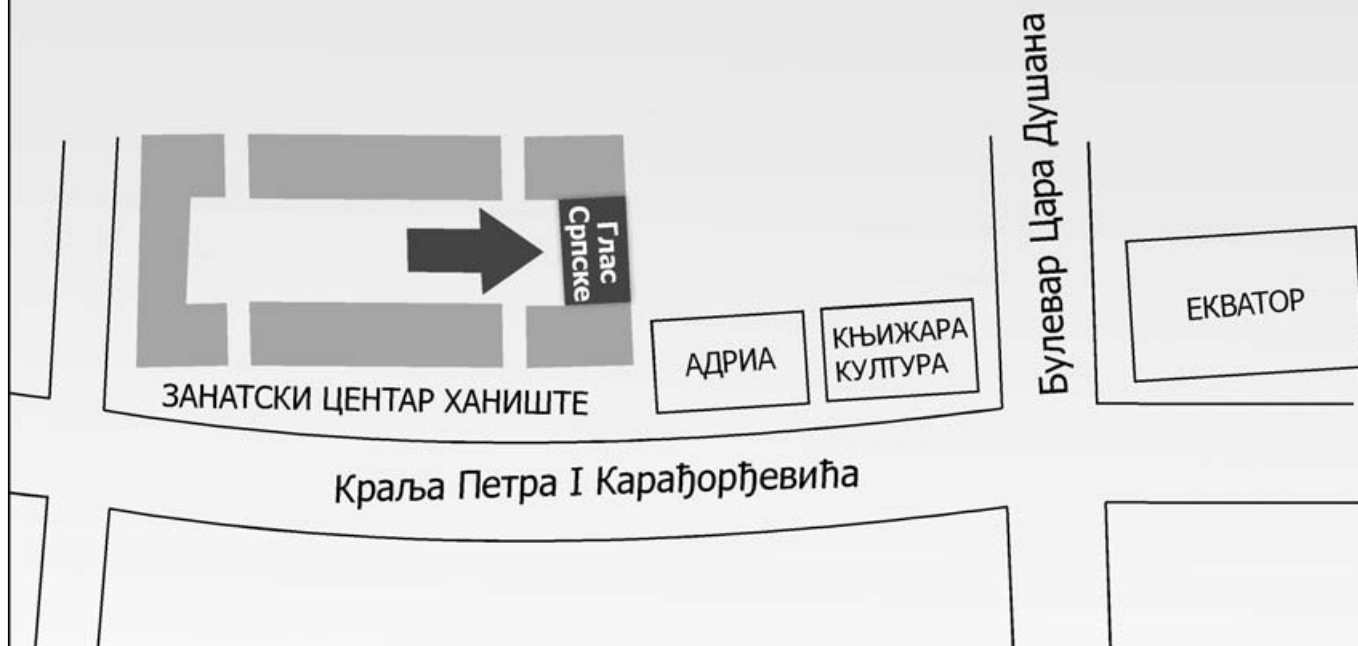 Булевар Цара Душана
Глас
Српске
ЕКВАТОР
АДРИА
КЊИЖАРА
КУЛТУРА
ЗАНАТСКИ ЦЕНТАР ХАНИШТЕ
Краља Петра I Карађорђевића